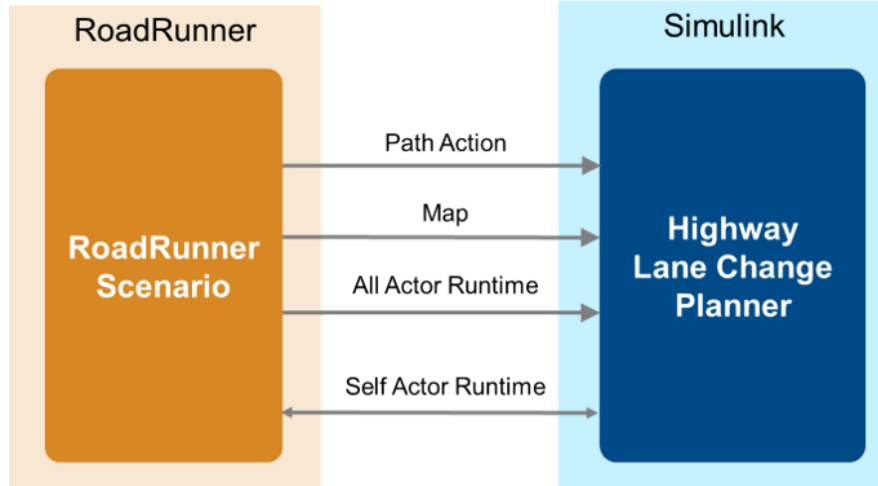 RoadRunner
Simulink
Path Action
Map
RoadRunner
Scenario
Highway
Lane Change
Planner
All Actor Runtime
Self Actor Runtime